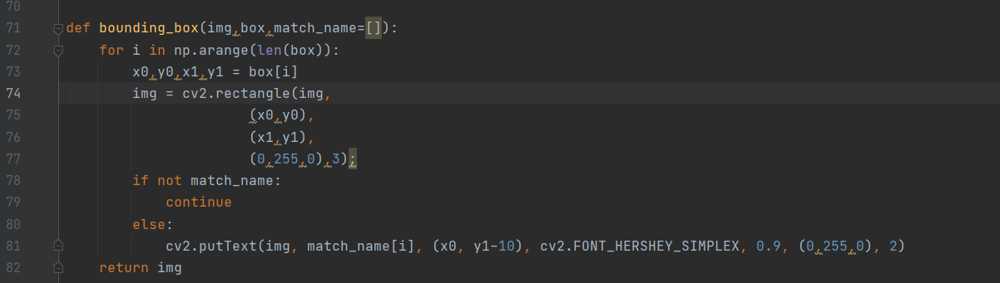 70
71 def bounding_box(img,box,match_name=[]):
72     for i in np.arange(len(box)):
73         x0,y0,x1,y1 = box[i]
74         img = cv2.rectangle(img,
75                       (x0,y0),
76                       (x1,y1),
77                       (0,255,0),3);
78         if not match_name:
79             continue
80         else:
81             cv2.putText(img, match_name[i], (x0, y1-10), cv2.FONT_HERSHEY_SIMPLEX, 0.9, (0,255,0), 2)
82     return img